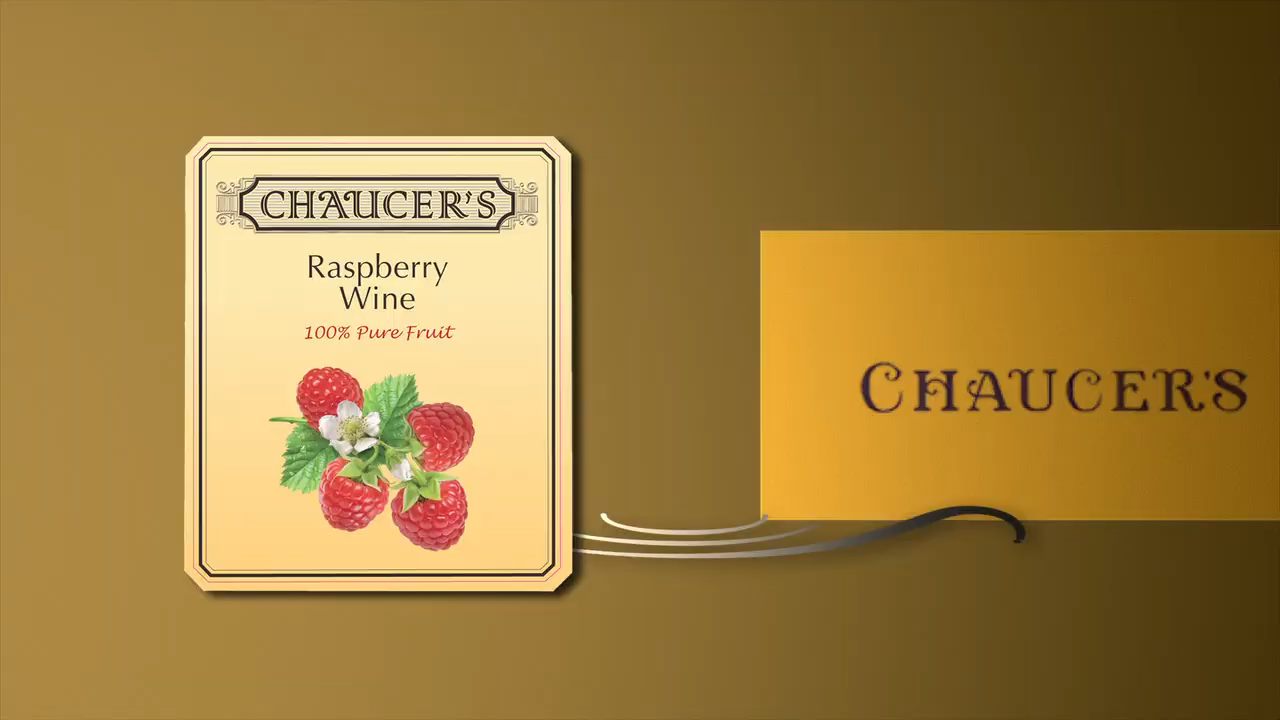 CHAUCER'S
Raspberry
Wine
100% Pure Fruit
CHAUCER'S